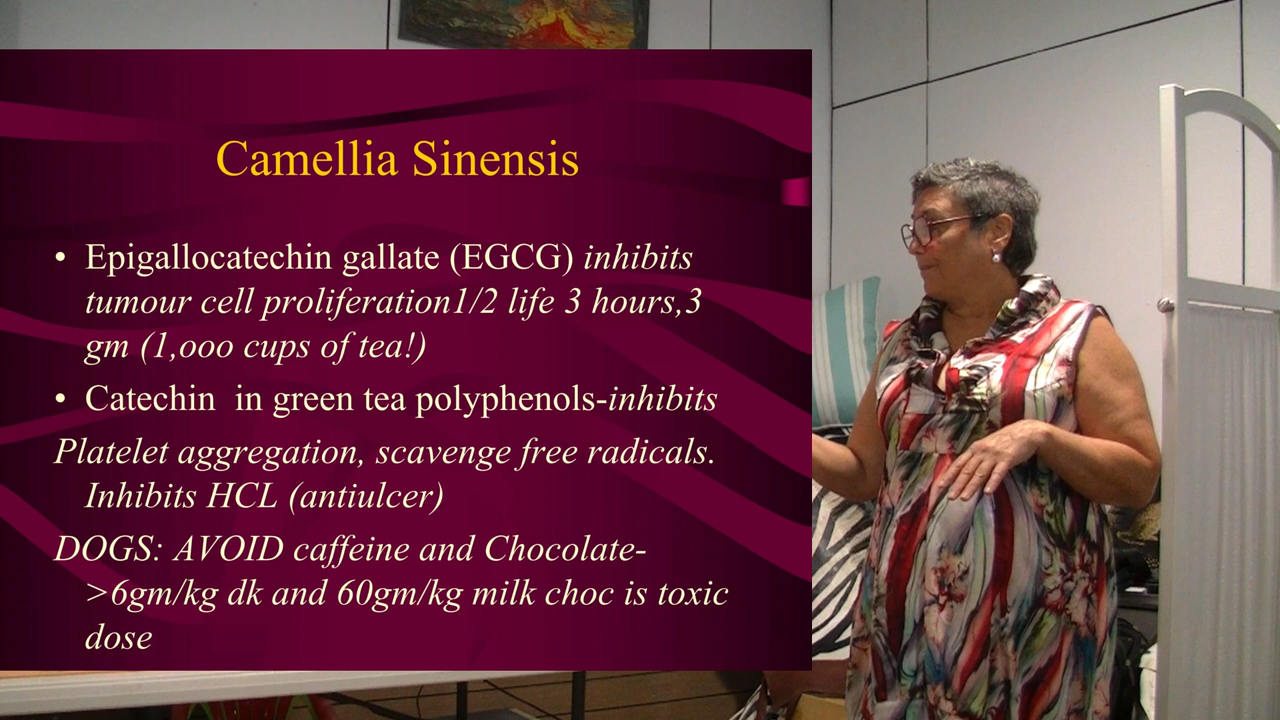 Camellia Sinensis
• Epigallocatechin gallate (EGCG) inhibits
tumour cell proliferation1/2 life 3 hours,3
gm (1,ooo cups of tea!)
• Catechin  in green tea polyphenols-inhibits
Platelet aggregation, scavenge free radicals.
Inhibits HCL (antiulcer)
DOGS: AVOID caffeine and Chocolate-
>6gm/kg dk and 60gm/kg milk choc is toxic
dose